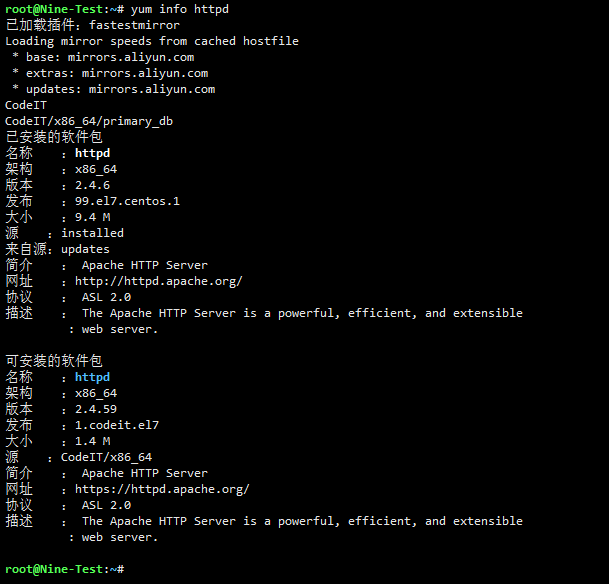 root@Nine-Test:~# yum info httpd
已加载插件：fastestmirror
Loading mirror speeds from cached hostfile
 * base: mirrors.aliyun.com
 * extras: mirrors.aliyun.com
 * updates: mirrors.aliyun.com
CodeIT
CodeIT/x86_64/primary_db
已安装的软件包
名称    ：httpd
架构    ：x86_64
版本    ：2.4.6
发布    ：99.el7.centos.1
大小    ：9.4 M
源    ：installed
来自源：updates
简介    ： Apache HTTP Server
网址    ：http://httpd.apache.org/
协议    ： ASL 2.0
描述    ： The Apache HTTP Server is a powerful, efficient, and extensible
         : web server.

可安装的软件包
名称    ：httpd
架构    ：x86_64
版本    ：2.4.59
发布    ：1.codeit.el7
大小    ：1.4 M
源    ：CodeIT/x86_64
简介    ： Apache HTTP Server
网址    ：https://httpd.apache.org/
协议    ： ASL 2.0
描述    ： The Apache HTTP Server is a powerful, efficient, and extensible
         : web server.

root@Nine-Test:~#